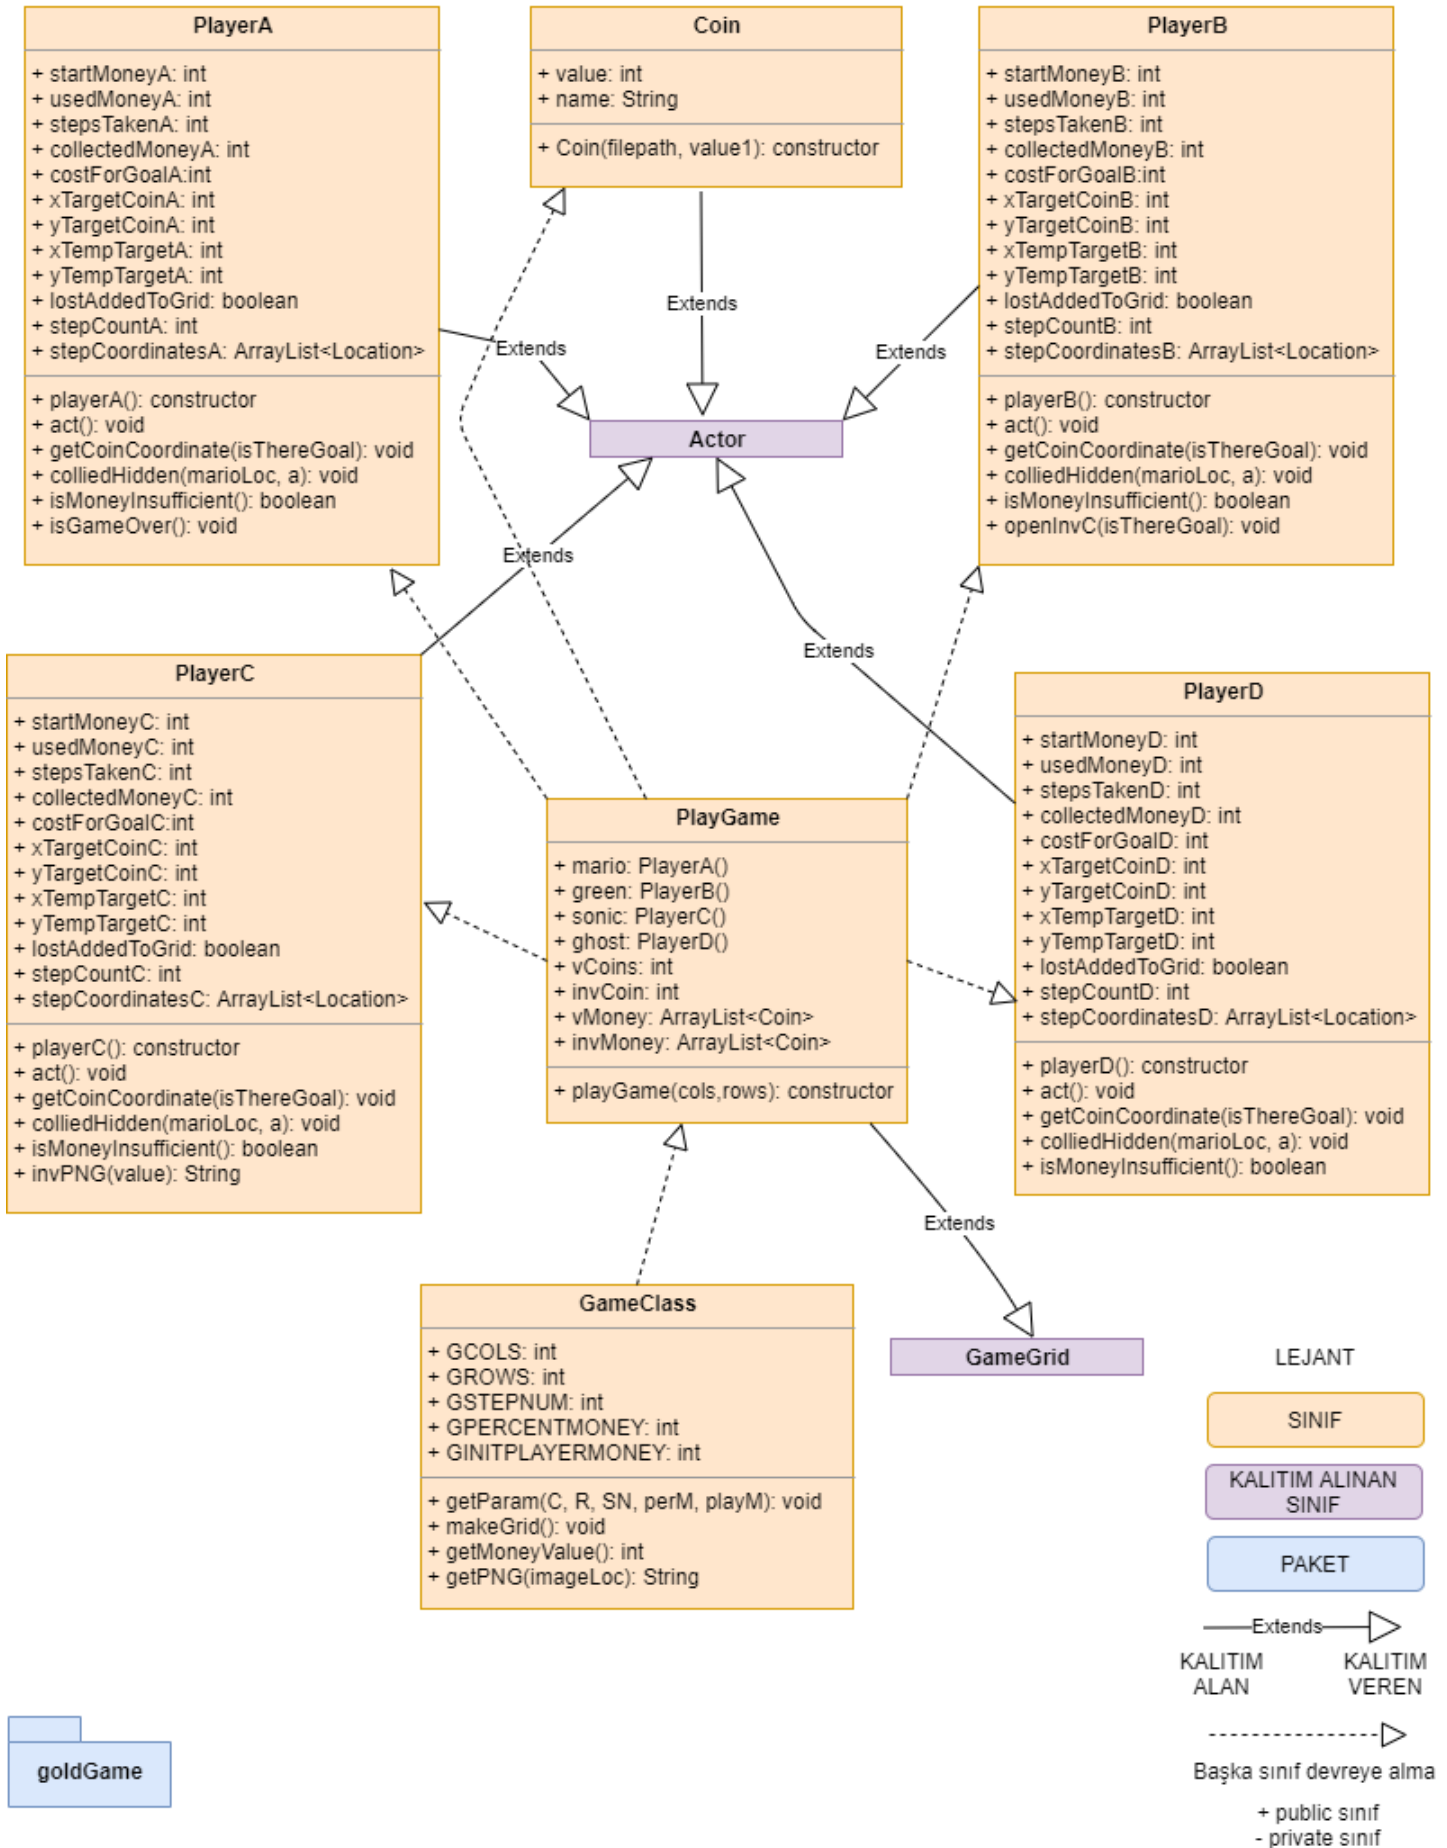 PlayerA
+ startMoneyA: int
+ usedMoneyA: int
+ stepsTakenA: int
+ collectedMoneyA: int
+ costForGoalA:int
+ xTargetCoinA: int
+ yTargetCoinA: int
+ xTempTargetA: int
+ yTempTargetA: int
+ lostAddedToGrid: boolean
+ stepCountA: int
+ stepCoordinatesA: ArrayList<Location>
+ playerA(): constructor
+ act(): void
+ getCoinCoordinate(isThereGoal): void
+ colliedHidden(marioLoc, a): void
+ isMoneyInsufficient(): boolean
+ isGameOver(): void
Coin
+ value: int
+ name: String
+ Coin(filepath, value1): constructor
PlayerB
+ startMoneyB: int
+ usedMoneyB: int
+ stepsTakenB: int
+ collectedMoneyB: int
+ costForGoalB:int
+ xTargetCoinB: int
+ yTargetCoinB: int
+ xTempTargetB: int
+ yTempTargetB: int
+ lostAddedToGrid: boolean
+ stepCountB: int
+ stepCoordinatesB: ArrayList<Location>
+ playerB(): constructor
+ act(): void
+ getCoinCoordinate(isThereGoal): void
+ colliedHidden(marioLoc, a): void
+ isMoneyInsufficient(): boolean
+ openInvC(isThereGoal): void
Extends
Extends
Extends
Actor
Extends
Extends
PlayerC
+ startMoneyC: int
+ usedMoneyC: int
+ stepsTakenC: int
+ collectedMoneyC: int
+ costForGoalC:int
+ xTargetCoinC: int
+ yTargetCoinC: int
+ xTempTargetC: int
+ yTempTargetC: int
+ lostAddedToGrid: boolean
+ stepCountC: int
+ stepCoordinatesC: ArrayList<Location>
+ playerC(): constructor
+ act(): void
+ getCoinCoordinate(isThereGoal): void
+ colliedHidden(marioLoc, a): void
+ isMoneyInsufficient(): boolean
+ invPNG(value): String
PlayGame
+ mario: PlayerA()
+ green: PlayerB()
+ sonic: PlayerC()
+ ghost: PlayerD()
+ vCoins: int
+ invCoin: int
+ vMoney: ArrayList<Coin>
+ invMoney: ArrayList<Coin>
+ playGame(cols,rows): constructor
PlayerD
+ startMoneyD: int
+ usedMoneyD: int
+ stepsTakenD: int
+ collectedMoneyD: int
+ costForGoalD: int
+ xTargetCoinD: int
+ yTargetCoinD: int
+ xTempTargetD: int
+ yTempTargetD: int
+ lostAddedToGrid: boolean
+ stepCountD: int
+ stepCoordinatesD: ArrayList<Location>
+ playerD(): constructor
+ act(): void
+ getCoinCoordinate(isThereGoal): void
+ colliedHidden(marioLoc, a): void
+ isMoneyInsufficient(): boolean
Extends
GameClass
+ GCOLS: int
+ GROWS: int
+ GSTEPNUM: int
+ GPERCENTMONEY: int
+ GINITPLAYERMONEY: int
+ getParam(C, R, SN, perM, playM): void
+ makeGrid(): void
+ getMoneyValue(): int
+ getPNG(imageLoc): String
GameGrid
LEJANT
SINIF
KALITIM ALINAN
SINIF
PAKET
Extends
KALITIM
ALAN
KALITIM
VEREN
Başka sınıf devreye alma
+ public sınıf
- private sınıf
goldGame